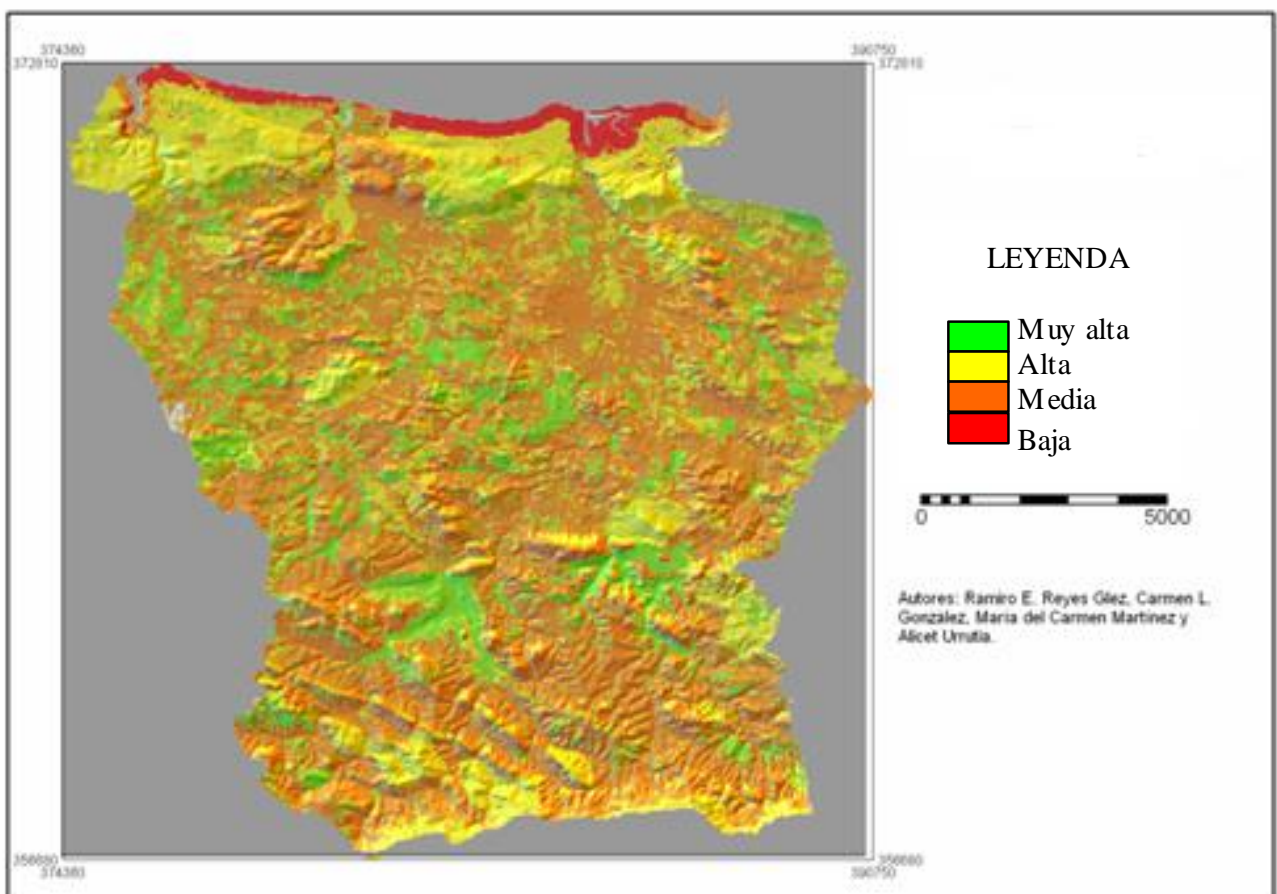 374380
390750
372810
372810
LEYENDA
Muy alta
Alta
Media
Baja
0
5000
Autores: Ramiro E. Reyes Glez, Carmen L.
González, María del Carmen Martínez y
Alicet Urrutia.
356680
356680
374380
390750